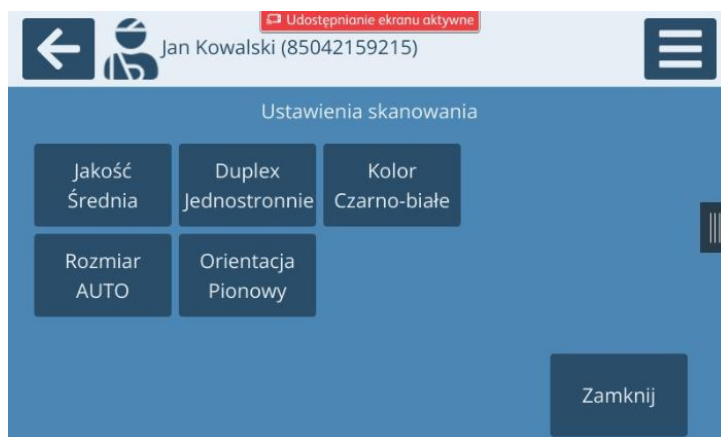 Udostępnianie ekranu aktywne
Jan Kowalski (85042159215)
Ustawienia skanowania
Jakość
Średnia
Duplex
Jednostronnie
Kolor
Czarno-białe
Rozmiar
AUTO
Orientacja
Pionowy
Zamknij